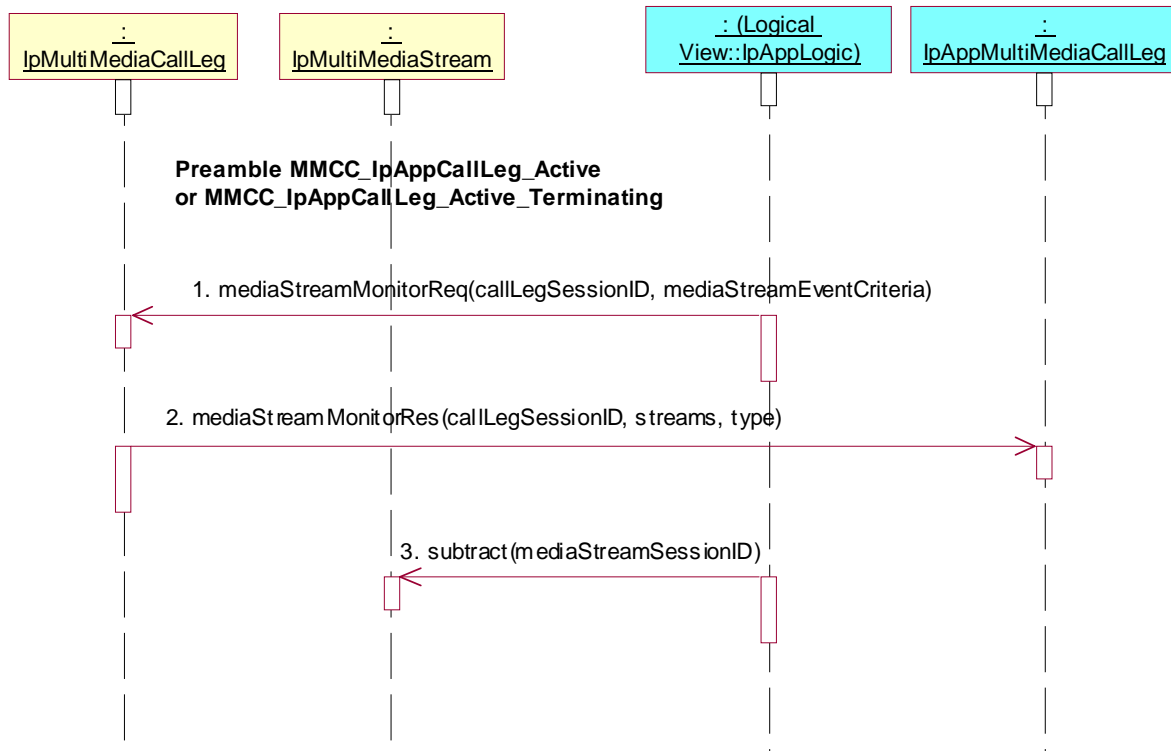 :
IpMultiMediaCallLeg
:
IpMultiMediaStream
: (Logical
View::IpAppLogic)
:
IpAppMultiMediaCallLeg
Preamble MMCC_IpAppCallLeg_Active
or MMCC_IpAppCallLeg_Active_Terminating
1. mediaStreamMonitorReq(callLegSessionID, mediaStreamEventCriteria)
2. mediaStreamMonitorRes(callLegSessionID, streams, type)
3. subtract(mediaStreamSessionID)